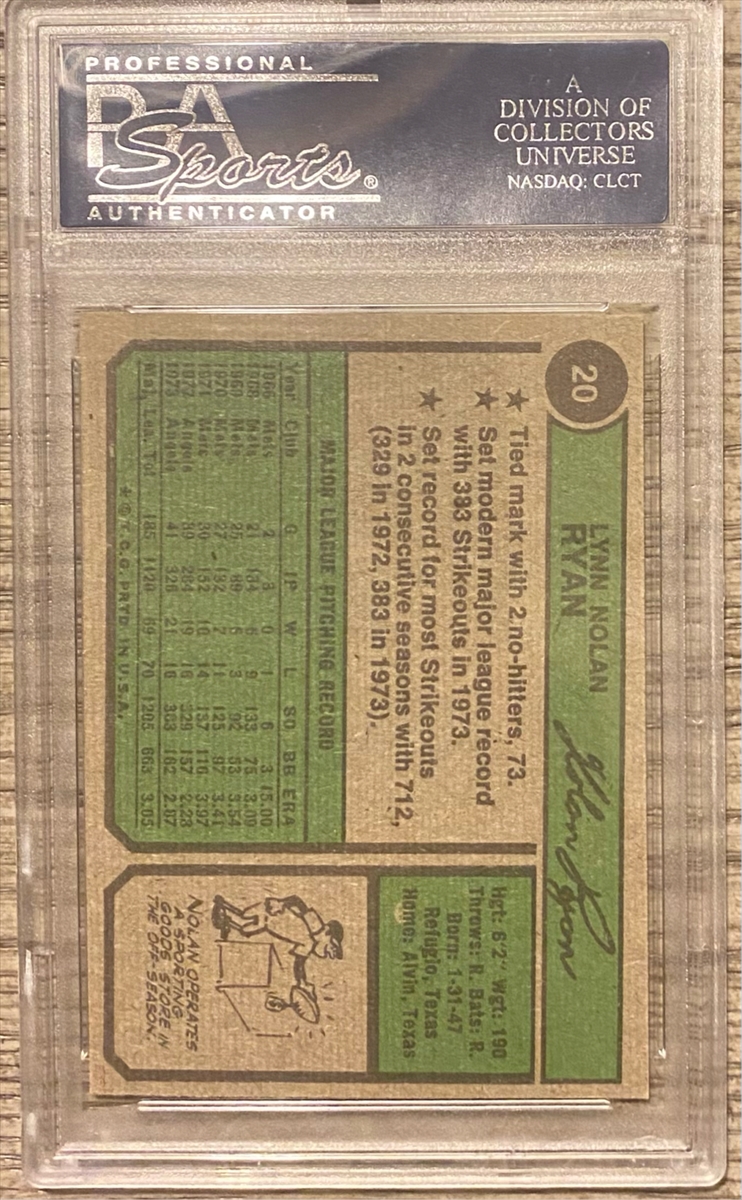 PROFESSIONAL
PSA
Sports®
AUTHENTICATOR
A
DIVISION OF
COLLECTORS
UNIVERSE
NASDAQ: CLCT
20
LYNN NOLAN
RYAN
Nolan Ryan
★ Tied mark with 2 no-hitters, 73.
★ Set modern major league record
with 383 Strikeouts in 1973.
★ Set record for most Strikeouts
in 2 consecutive seasons with 712,
(329 in 1972, 383 in 1973).
Hgt: 6'2" Wgt: 190
Throws: R. Bats: R.
Born: 1-31-47
Refugio, Texas
Home: Alvin, Texas
MAJOR LEAGUE PITCHING RECORD
Year Club G IP W L SO BB ERA
1966 Mets 2 3 0 1 6 3 15.00
1968 Mets 21 134 6 9 133 75 3.09
1969 Mets 25 89 6 3 92 53 3.54
1970 Mets 27 132 7 11 125 97 3.41
1971 Mets 30 152 10 14 137 116 3.97
1972 Angels 39 284 19 16 329 157 2.28
1973 Angels 41 326 21 16 383 162 2.87
Maj. Lea. Tot. 185 1120 69 70 1205 663 3.05
* © T.C.G. PRTD. IN U.S.A.
NOLAN OPERATES
A SPORTING
GOODS STORE IN
THE OFF-SEASON.